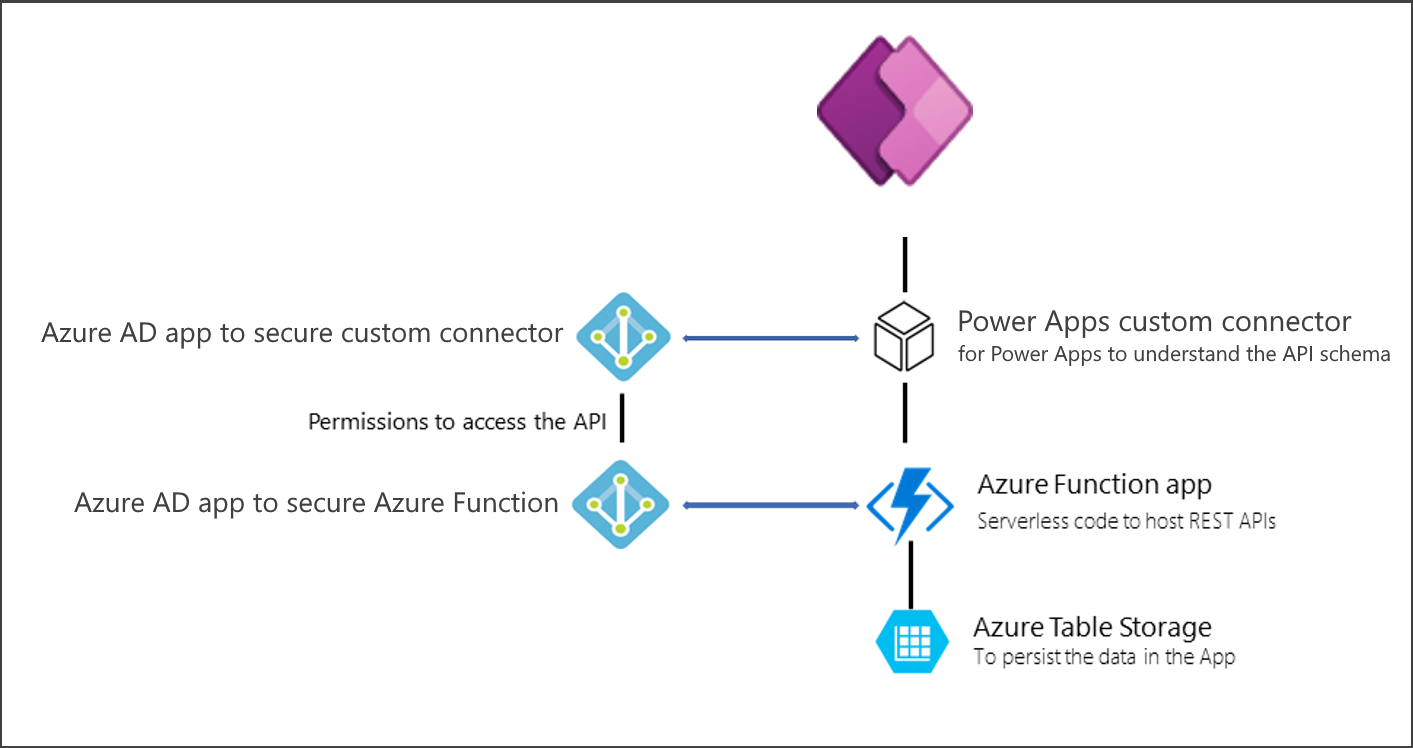 Azure AD app to secure custom connector
Power Apps custom connector
for Power Apps to understand the API schema
Permissions to access the API
Azure AD app to secure Azure Function
Azure Function app
Serverless code to host REST APIs
Azure Table Storage
To persist the data in the App